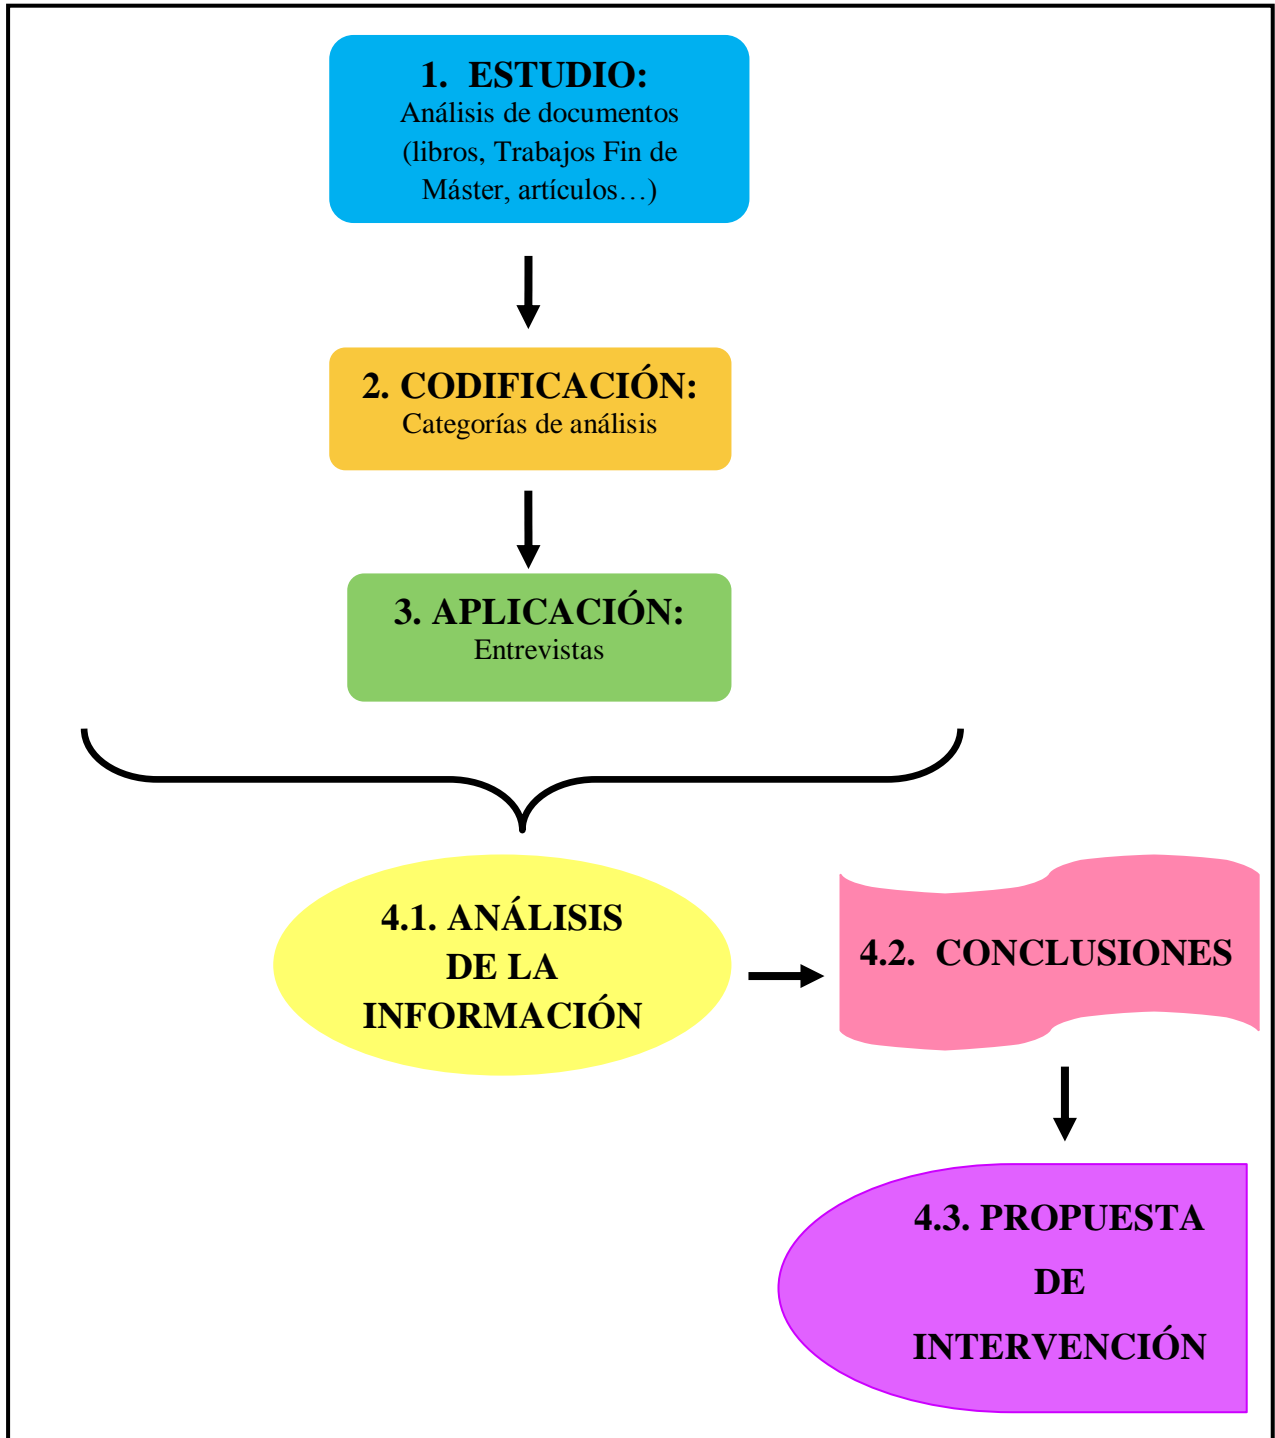 1. ESTUDIO:
Análisis de documentos
(libros, Trabajos Fin de
Máster, artículos…)
2. CODIFICACIÓN:
Categorías de análisis
3. APLICACIÓN:
Entrevistas
4.1. ANÁLISIS
DE LA
INFORMACIÓN
4.2. CONCLUSIONES
4.3. PROPUESTA
DE
INTERVENCIÓN